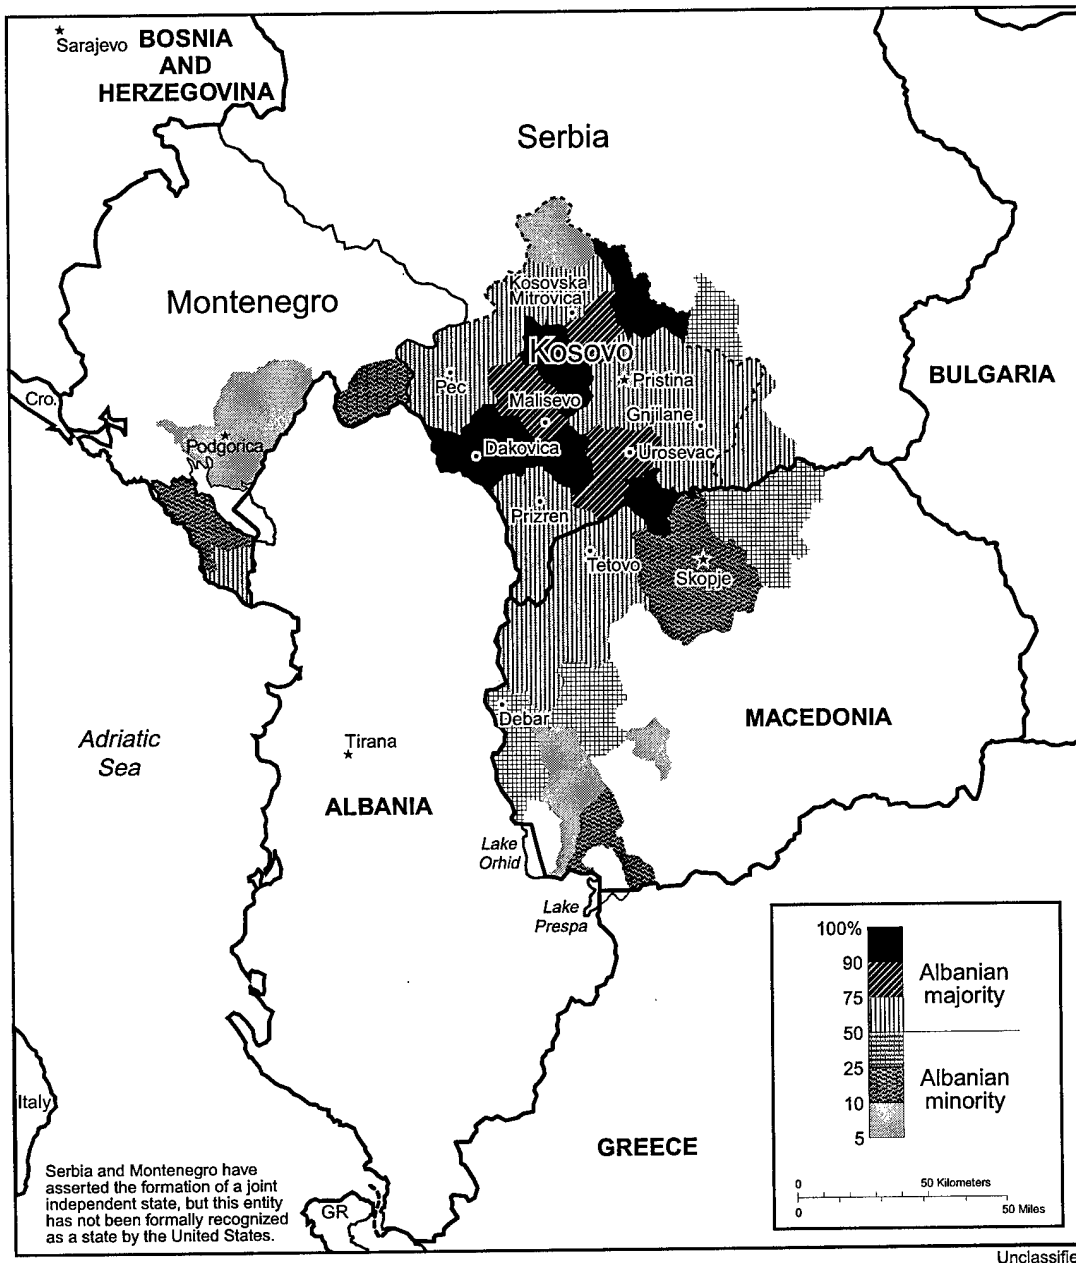 Sarajevo
BOSNIA
AND
HERZEGOVINA
Serbia
Montenegro
Kosovska
Mitrovica
Kosovo
Pec
Pristina
Malisevo
Gnjilane
Dakovica
Urosevac
Prizren
BULGARIA
Cro.
Podgorica
Tetovo
Skopje
Debar
MACEDONIA
Adriatic
Sea
Tirana
ALBANIA
Lake
Orhid
Lake
Prespa
100%
90
75
50
25
10
5
Albanian
majority
Albanian
minority
0 50 Kilometers
0 50 Miles
Italy
GREECE
GR
Serbia and Montenegro have
asserted the formation of a joint
independent state, but this entity
has not been formally recognized
as a state by the United States.
Unclassifie